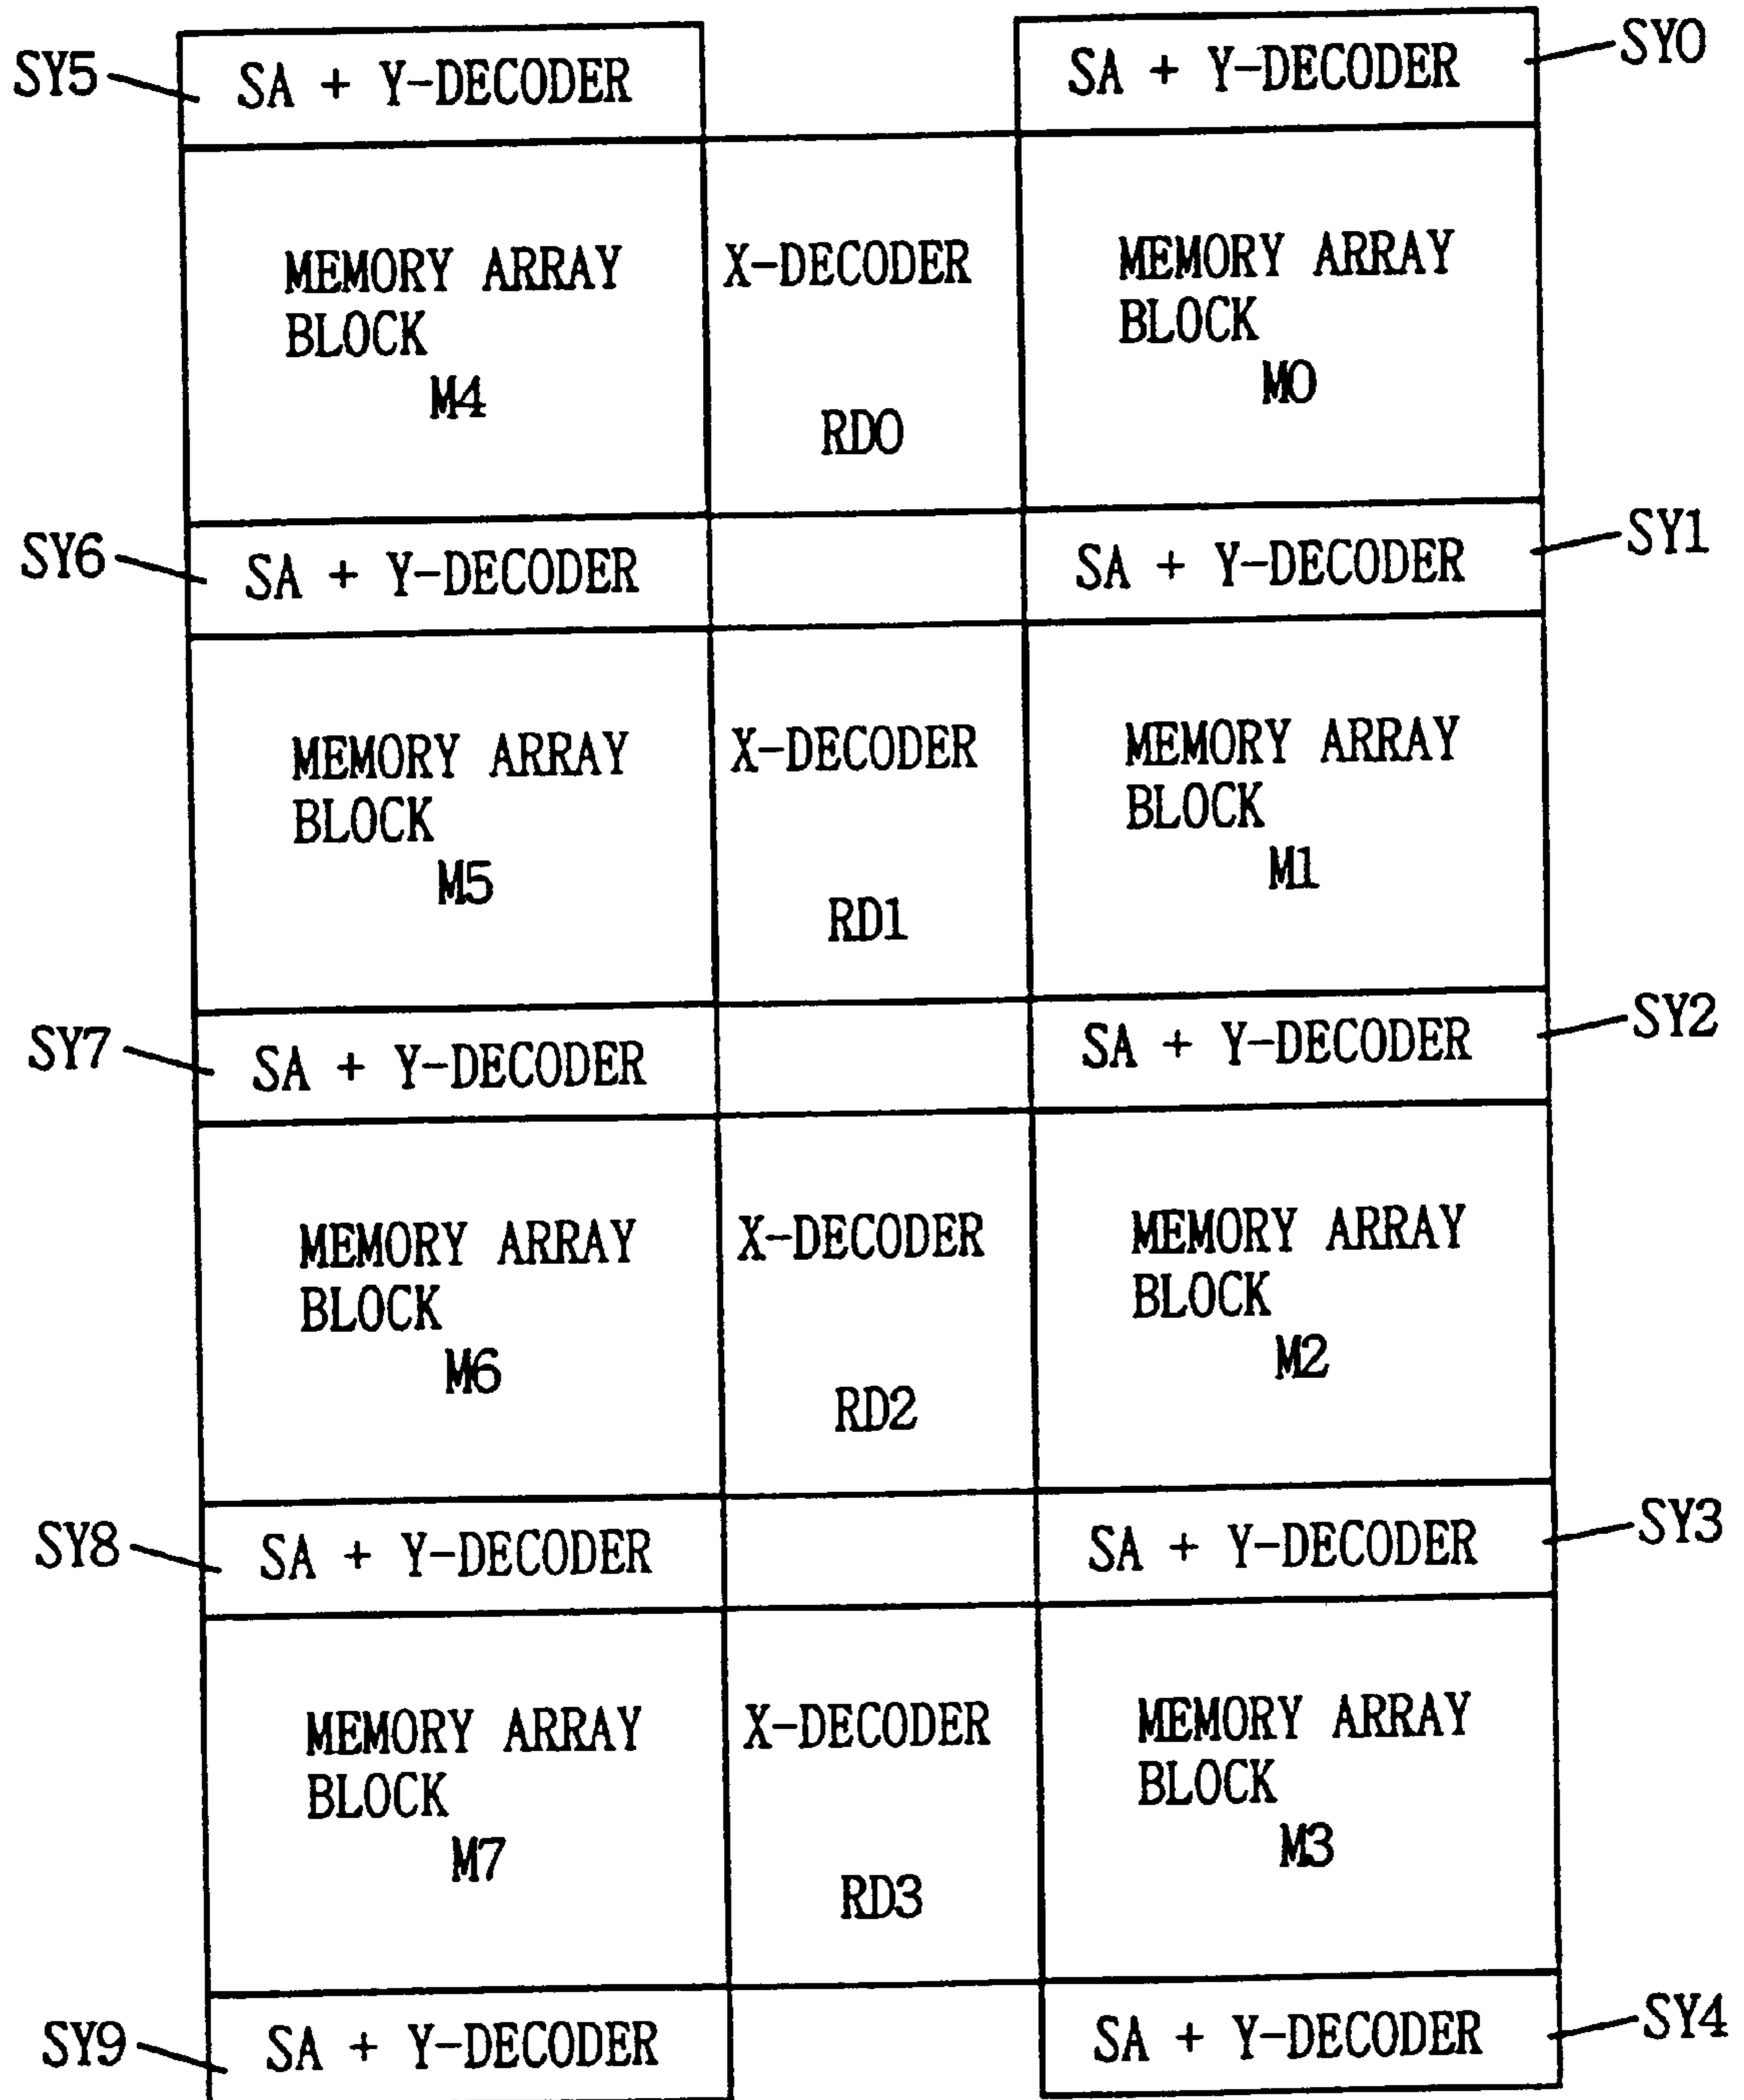 SY5
SA + Y-DECODER
SA + Y-DECODER
SY0
MEMORY ARRAY
BLOCK
M4
X-DECODER
RD0
MEMORY ARRAY
BLOCK
M0
SY6
SA + Y-DECODER
SA + Y-DECODER
SY1
MEMORY ARRAY
BLOCK
M5
X-DECODER
RD1
MEMORY ARRAY
BLOCK
M1
SY7
SA + Y-DECODER
SA + Y-DECODER
SY2
MEMORY ARRAY
BLOCK
M6
X-DECODER
RD2
MEMORY ARRAY
BLOCK
M2
SY8
SA + Y-DECODER
SA + Y-DECODER
SY3
MEMORY ARRAY
BLOCK
M7
X-DECODER
RD3
MEMORY ARRAY
BLOCK
M3
SY9
SA + Y-DECODER
SA + Y-DECODER
SY4